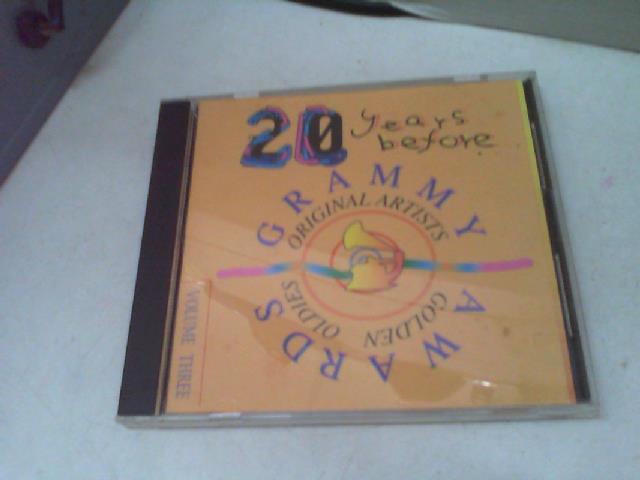 20 years
before
GRAMMY AWARDS
ORIGINAL ARTISTS
GOLDEN OLDIES
VOLUME THREE